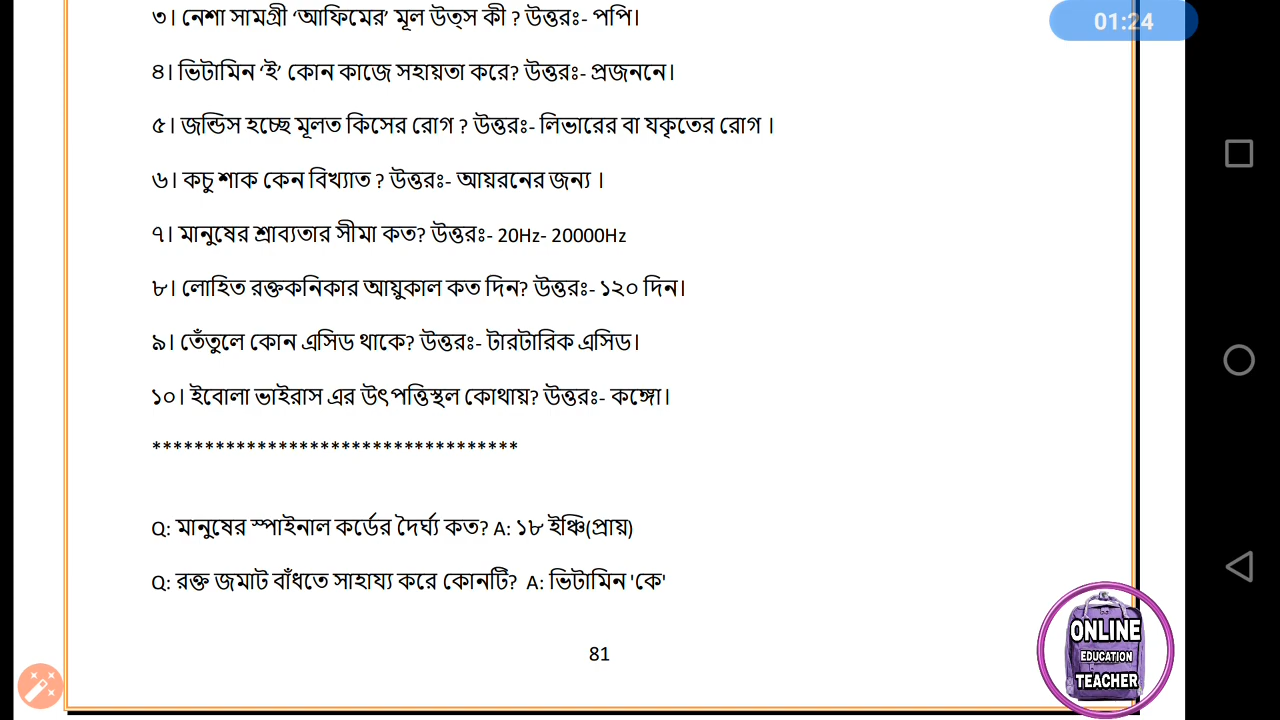 ৩। নেশা সামগ্রী ‘আফিমের’ মূল উত্স কী ? উত্তরঃ- পপি।
01:24
৪। ভিটামিন ‘ই’ কোন কাজে সহায়তা করে? উত্তরঃ- প্রজননে।
৫। জন্ডিস হচ্ছে মূলত কিসের রোগ ? উত্তরঃ- লিভারের বা যকৃতের রোগ ।
৬। কচু শাক কেন বিখ্যাত ? উত্তরঃ- আয়রনের জন্য ।
৭। মানুষের শ্রাব্যতার সীমা কত? উত্তরঃ- 20Hz- 20000Hz
৮। লোহিত রক্তকনিকার আয়ুকাল কত দিন? উত্তরঃ- ১২০ দিন।
৯। তেঁতুলে কোন এসিড থাকে? উত্তরঃ- টারটারিক এসিড।
১০। ইবোলা ভাইরাস এর উৎপত্তিস্থল কোথায়? উত্তরঃ- কঙ্গো।
***********************************
Q: মানুষের স্পাইনাল কর্ডের দৈর্ঘ্য কত? A: ১৮ ইঞ্চি(প্রায়)
Q: রক্ত জমাট বাঁধতে সাহায্য করে কোনটি? A: ভিটামিন 'কে'
81
ONLINE
EDUCATION
TEACHER